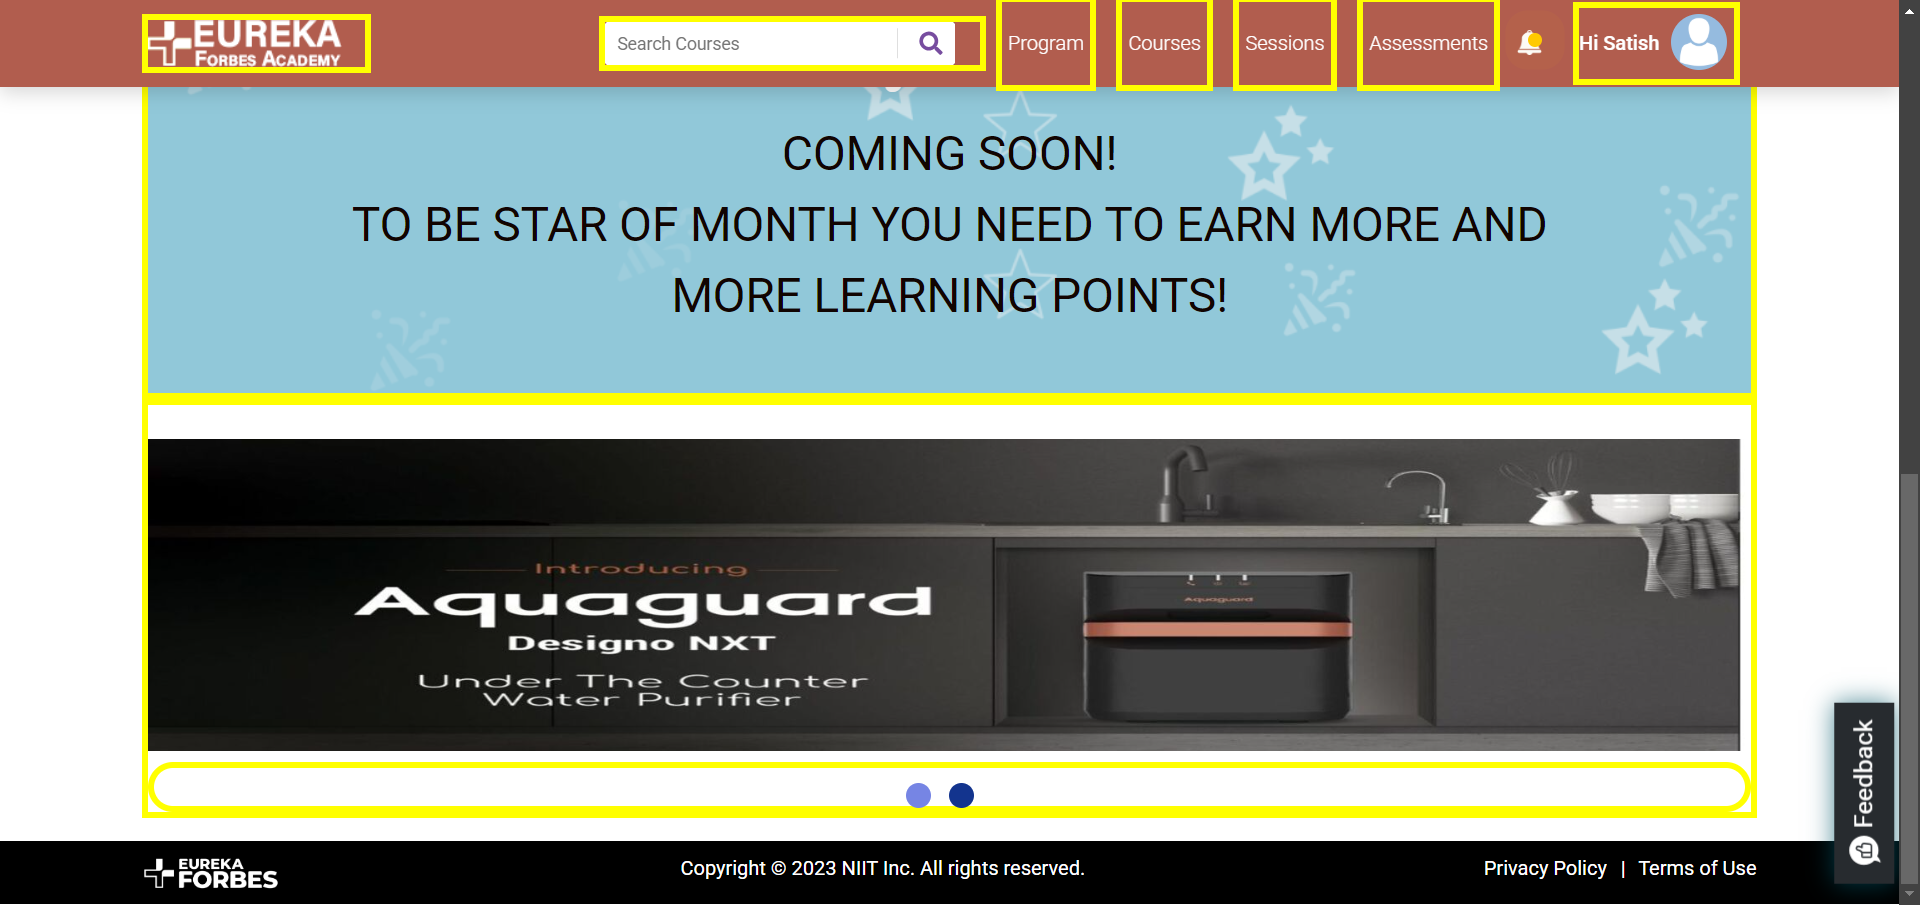 EUREKA
FORBES ACADEMY
Search Courses
Program
Courses
Sessions
Assessments
Hi Satish
COMING SOON!
TO BE STAR OF MONTH YOU NEED TO EARN MORE AND
MORE LEARNING POINTS!
Introducing
Aquaguard
Designo NXT
Under The Counter
Water Purifier
Aquaguard
Feedback
EUREKA
FORBES
Copyright © 2023 NIIT Inc. All rights reserved.
Privacy Policy | Terms of Use